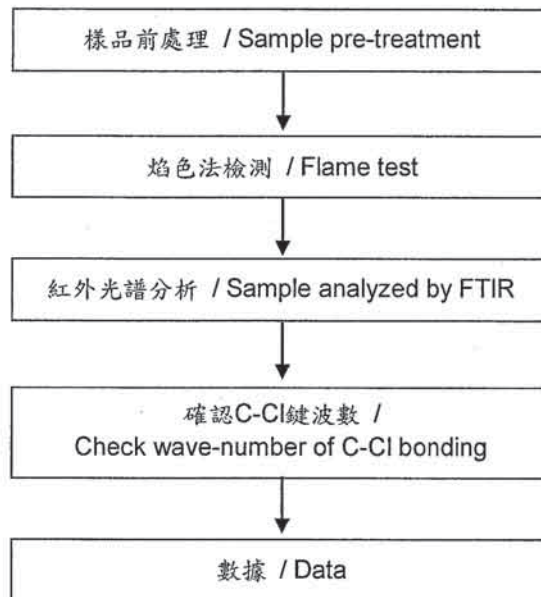 樣品前處理 / Sample pre-treatment
焰色法檢測 / Flame test
紅外光譜分析 / Sample analyzed by FTIR
確認C-Cl鍵波數 /
Check wave-number of C-Cl bonding
數據 / Data